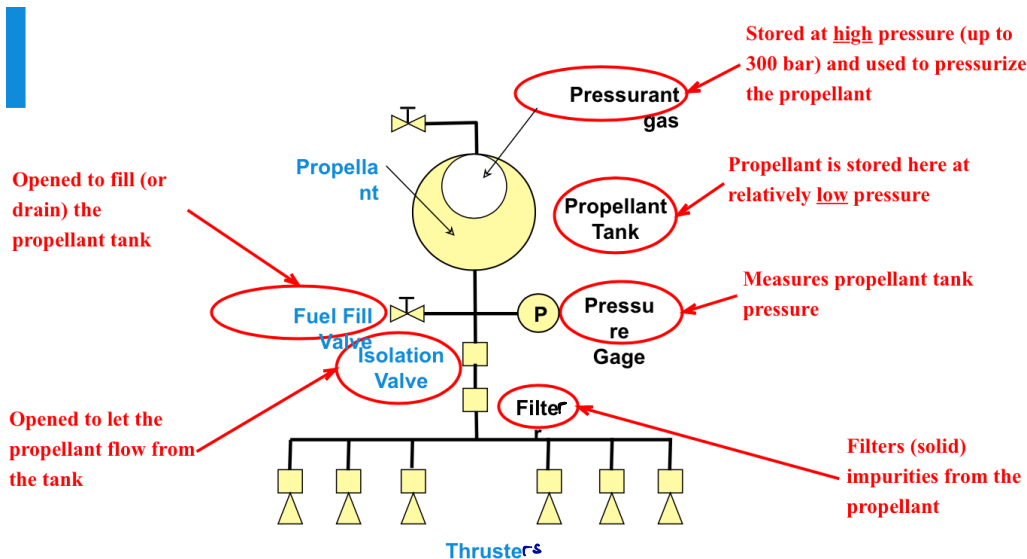 Stored at high pressure (up to
300 bar) and used to pressurize
the propellant
Pressurant
gas
Propella
nt
Opened to fill (or
drain) the
propellant tank
Propellant is stored here at
relatively low pressure
Propellant
Tank
Measures propellant tank
pressure
Fuel Fill
Valve
P
Pressu
re
Gage
Isolation
Valve
Filter
r
Opened to let the
propellant flow from
the tank
Filters (solid)
impurities from the
propellant
Thrusters